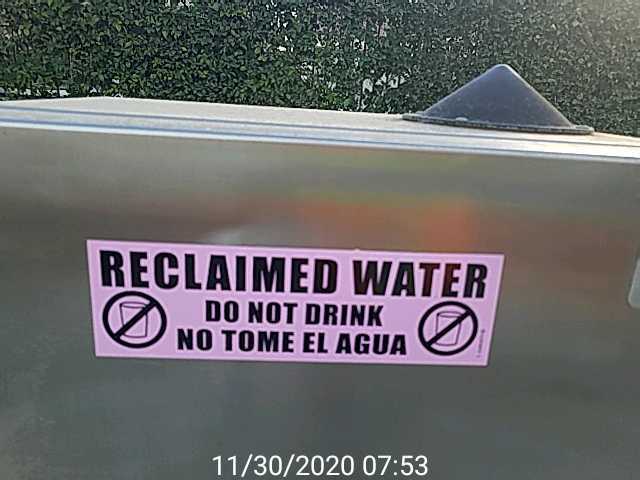 RECLAIMED WATER
DO NOT DRINK
NO TOME EL AGUA
11/30/2020 07:53